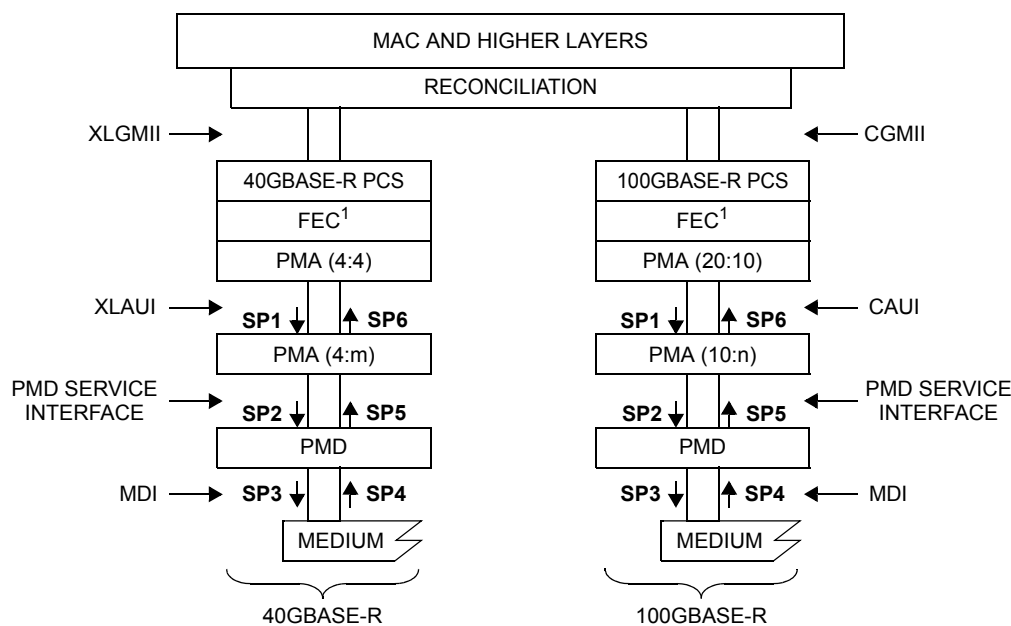 MAC AND HIGHER LAYERS
RECONCILIATION
XLGMII
CGMII
40GBASE-R PCS
100GBASE-R PCS
FEC1
FEC1
PMA (4:4)
PMA (20:10)
XLAUI
SP1
SP6
SP1
SP6
CAUI
PMA (4:m)
PMA (10:n)
PMD SERVICE
INTERFACE
SP2
SP5
SP2
SP5
PMD SERVICE
INTERFACE
PMD
PMD
MDI
SP3
SP4
SP3
SP4
MDI
MEDIUM
MEDIUM
40GBASE-R
100GBASE-R